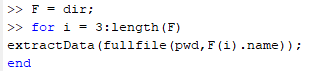 >> F = dir;
>> for i = 3:length(F)
extractData(fullfile(pwd,F(i).name));
end